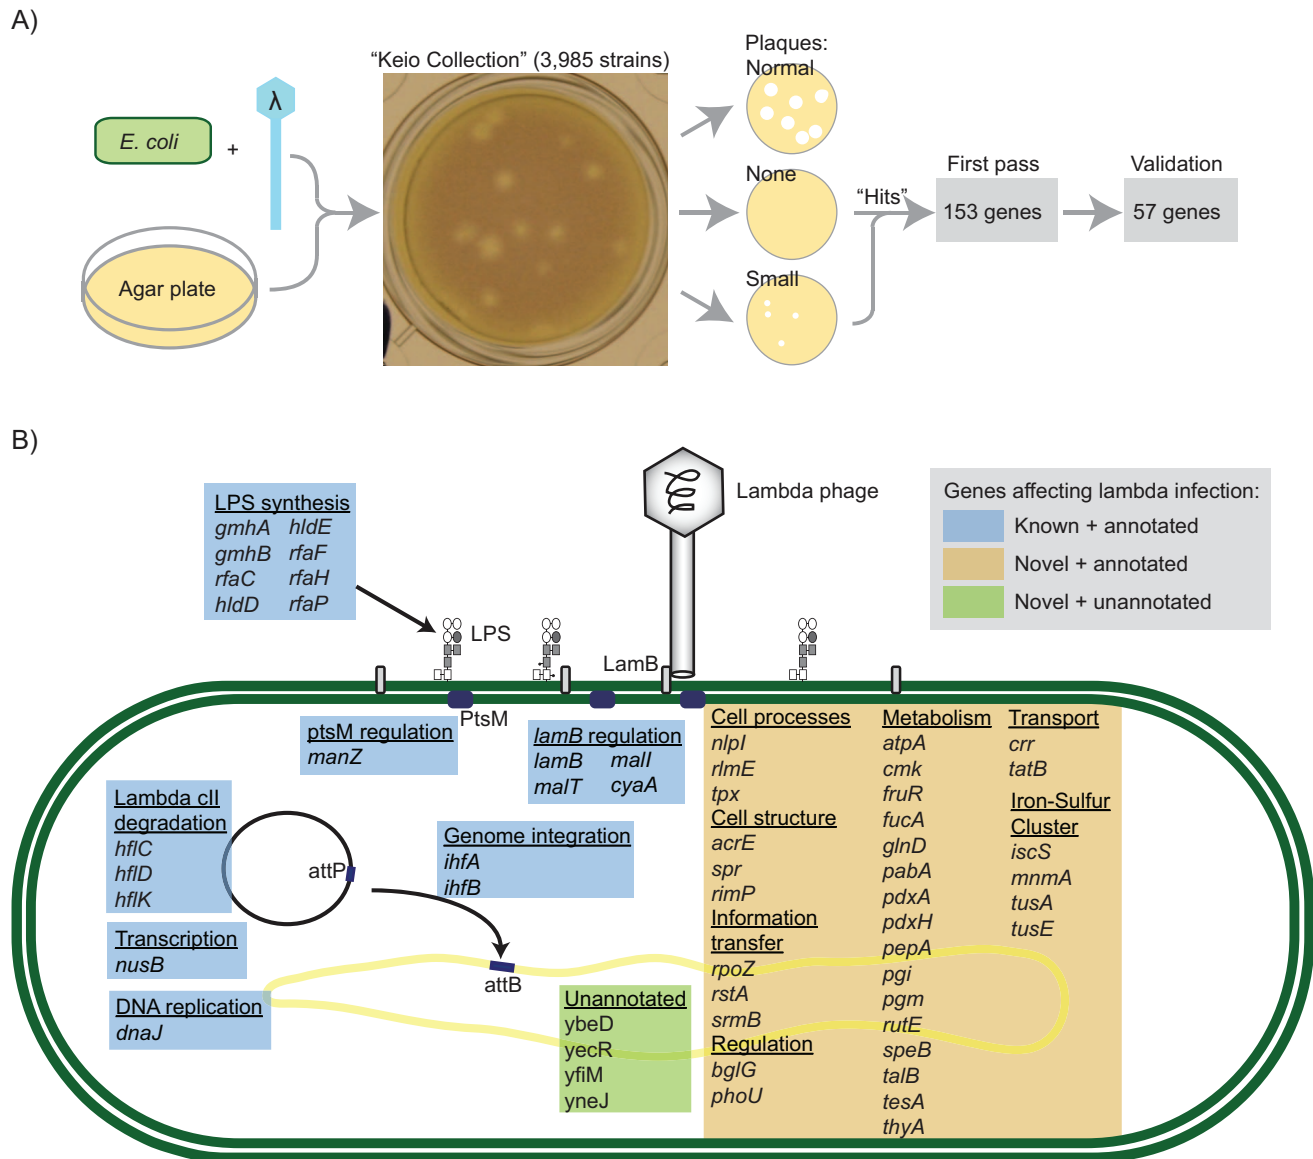 A)
"Keio Collection" (3,985 strains)
Plaques:
Normal
λ
E. coli
+
None
"Hits"
First pass
Validation
153 genes
57 genes
Agar plate
Small
B)
Lambda phage
Genes affecting lambda infection:
Known + annotated
Novel + annotated
Novel + unannotated
LPS synthesis
gmhA hldE
gmhB rfaF
rfaC rfaH
hldD rfaP
LPS
LamB
PtsM
ptsM regulation
manZ
lamB regulation
lamB malI
malT cyaA
Lambda cII
degradation
hflC
hflD
hflK
attP
Genome integration
ihfA
ihfB
Transcription
nusB
DNA replication
dnaJ
attB
Unannotated
ybeD
yecR
yfiM
yneJ
Cell processes
nlpI
rlmE
tpx
Cell structure
acrE
spr
rimP
Information
transfer
rpoZ
rstA
srmB
Regulation
bglG
phoU
Metabolism
atpA
cmk
fruR
fucA
glnD
pabA
pdxA
pdxH
pepA
pgi
pgm
rutE
speB
talB
tesA
thyA
Transport
crr
tatB
Iron-Sulfur
Cluster
iscS
mnmA
tusA
tusE